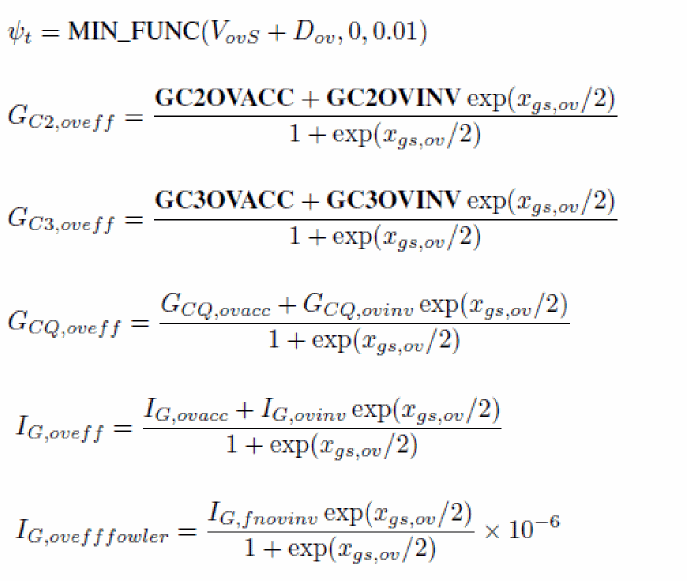 ψ_t = MIN_FUNC(V_{ovS} + D_{ov}, 0, 0.01)
G_{C2,oveff} = \frac{GC2OVACC + GC2OVINV exp(x_{gs,ov}/2)}{1 + exp(x_{gs,ov}/2)}
G_{C3,oveff} = \frac{GC3OVACC + GC3OVINV exp(x_{gs,ov}/2)}{1 + exp(x_{gs,ov}/2)}
G_{CQ,oveff} = \frac{G_{CQ,ovacc} + G_{CQ,ovinv} exp(x_{gs,ov}/2)}{1 + exp(x_{gs,ov}/2)}
I_{G,oveff} = \frac{I_{G,ovacc} + I_{G,ovinv} exp(x_{gs,ov}/2)}{1 + exp(x_{gs,ov}/2)}
I_{G,ovefffowler} = \frac{I_{G,fnovinv} exp(x_{gs,ov}/2)}{1 + exp(x_{gs,ov}/2)} × 10^{-6}